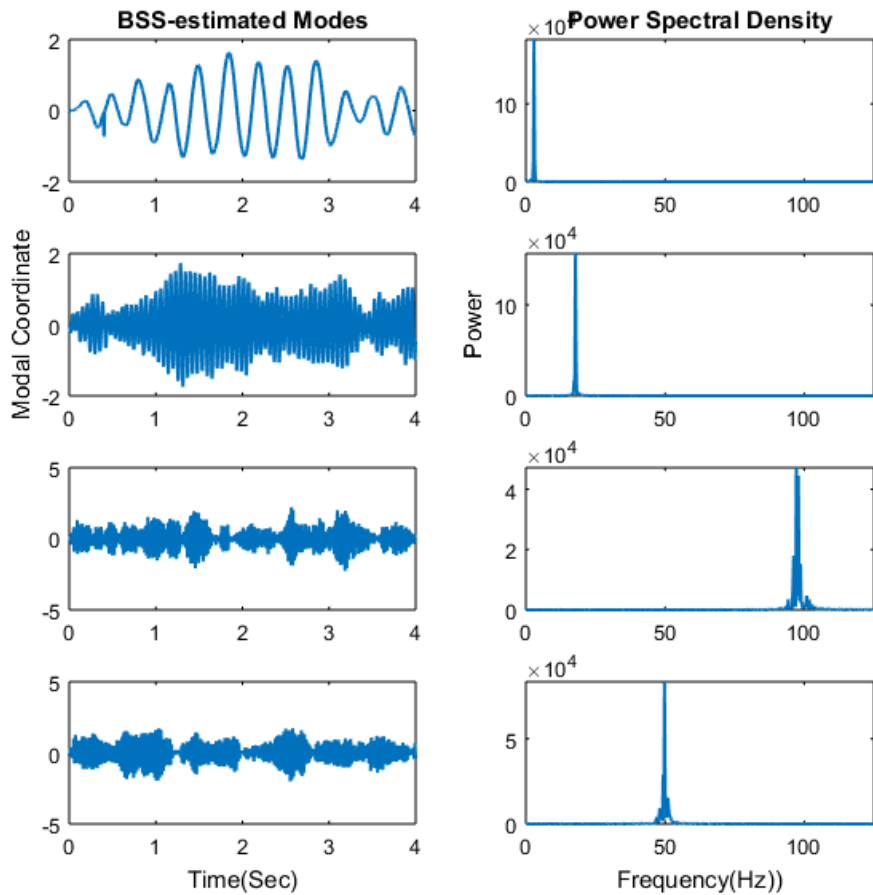 BSS-estimated Modes
Power Spectral Density
2
0
-2
0 1 2 3 4
10
0
0 50 100
Modal Coordinate
2
0
-2
0 1 2 3 4
Power
×10⁴
10
0
0 50 100
5
0
-5
0 1 2 3 4
×10⁴
4
2
0
0 50 100
5
0
-5
0 1 2 3 4
Time(Sec)
×10⁴
5
0
0 50 100
Frequency(Hz))